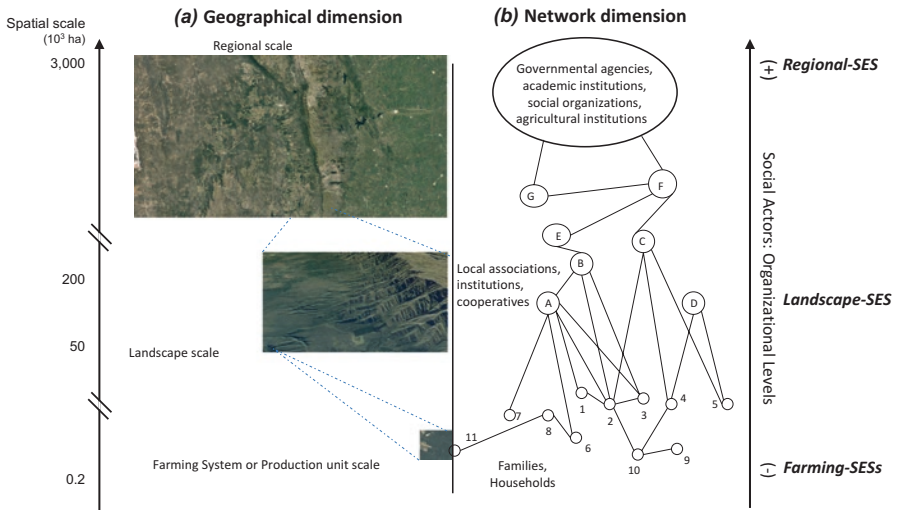 (a) Geographical dimension
(b) Network dimension
Spatial scale
(10³ ha)
3,000
200
50
0.2
Regional scale
Landscape scale
Farming System or Production unit scale
Governmental agencies,
academic institutions,
social organizations,
agricultural institutions
G
F
E
C
B
Local associations,
institutions,
cooperatives
A
D
1
2
3
4
5
7
8
6
11
10
9
Families,
Households
Social Actors: Organizational Levels
(+)
Regional-SES
Landscape-SES
(-)
Farming-SESs